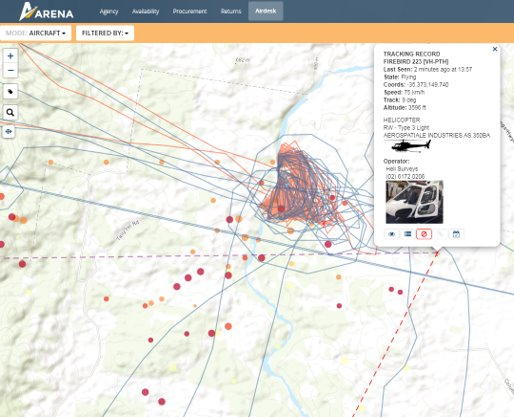 ARENA
Agency Availability Procurement Returns Airdesk
MODE: AIRCRAFT FILTERED BY:
TRACKING RECORD
FIREBIRD 223 [VH-PTH]
Last Seen: 2 minutes ago at 13:57
State: Flying
Coords: -35.373,149.740
Speed: 75 km/h
Track: 9 deg
Altitude: 3596 ft
HELICOPTER
RW - Type 3 Light
AEROSPATIALE INDUSTRIES AS.350BA
Operator:
Heli Surveys
(02) 6172 0206